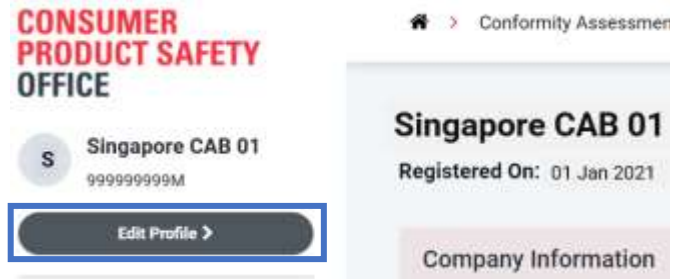 CONSUMER
PRODUCT SAFETY
OFFICE
S
Singapore CAB 01
999999999M
Edit Profile
Conformity Assessmen
Singapore CAB 01
Registered On: 01 Jan 2021
Company Information